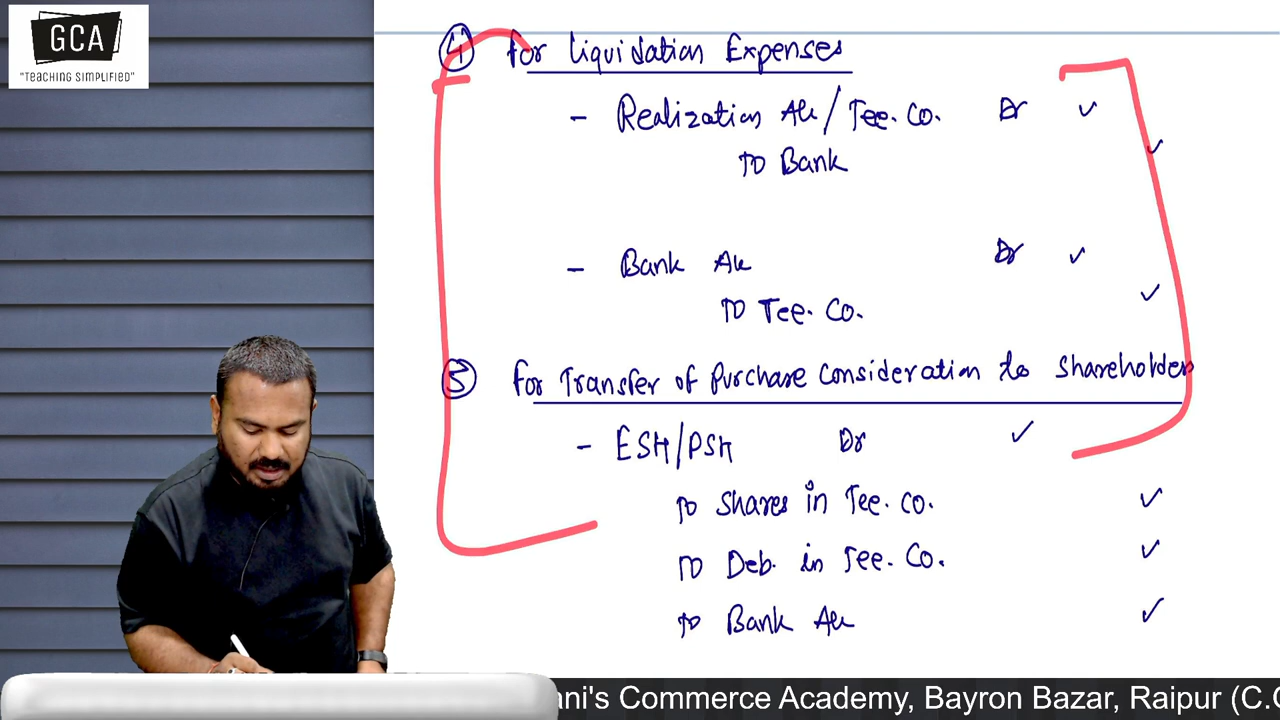 GCA
"TEACHING SIMPLIFIED"
④ for Liquidation Expenses
- Realization A/c / Tee. Co. Dr ✓
To Bank ✓
- Bank A/c Dr ✓
To Tee. Co. ✓
⑤ for Transfer of Purchase Consideration to Shareholder
- ESH/PSH Dr ✓
To Shares in Tee. Co. ✓
To Deb. in Tee. Co. ✓
To Bank A/c ✓
ani's Commerce Academy, Bayron Bazar, Raipur (C.G